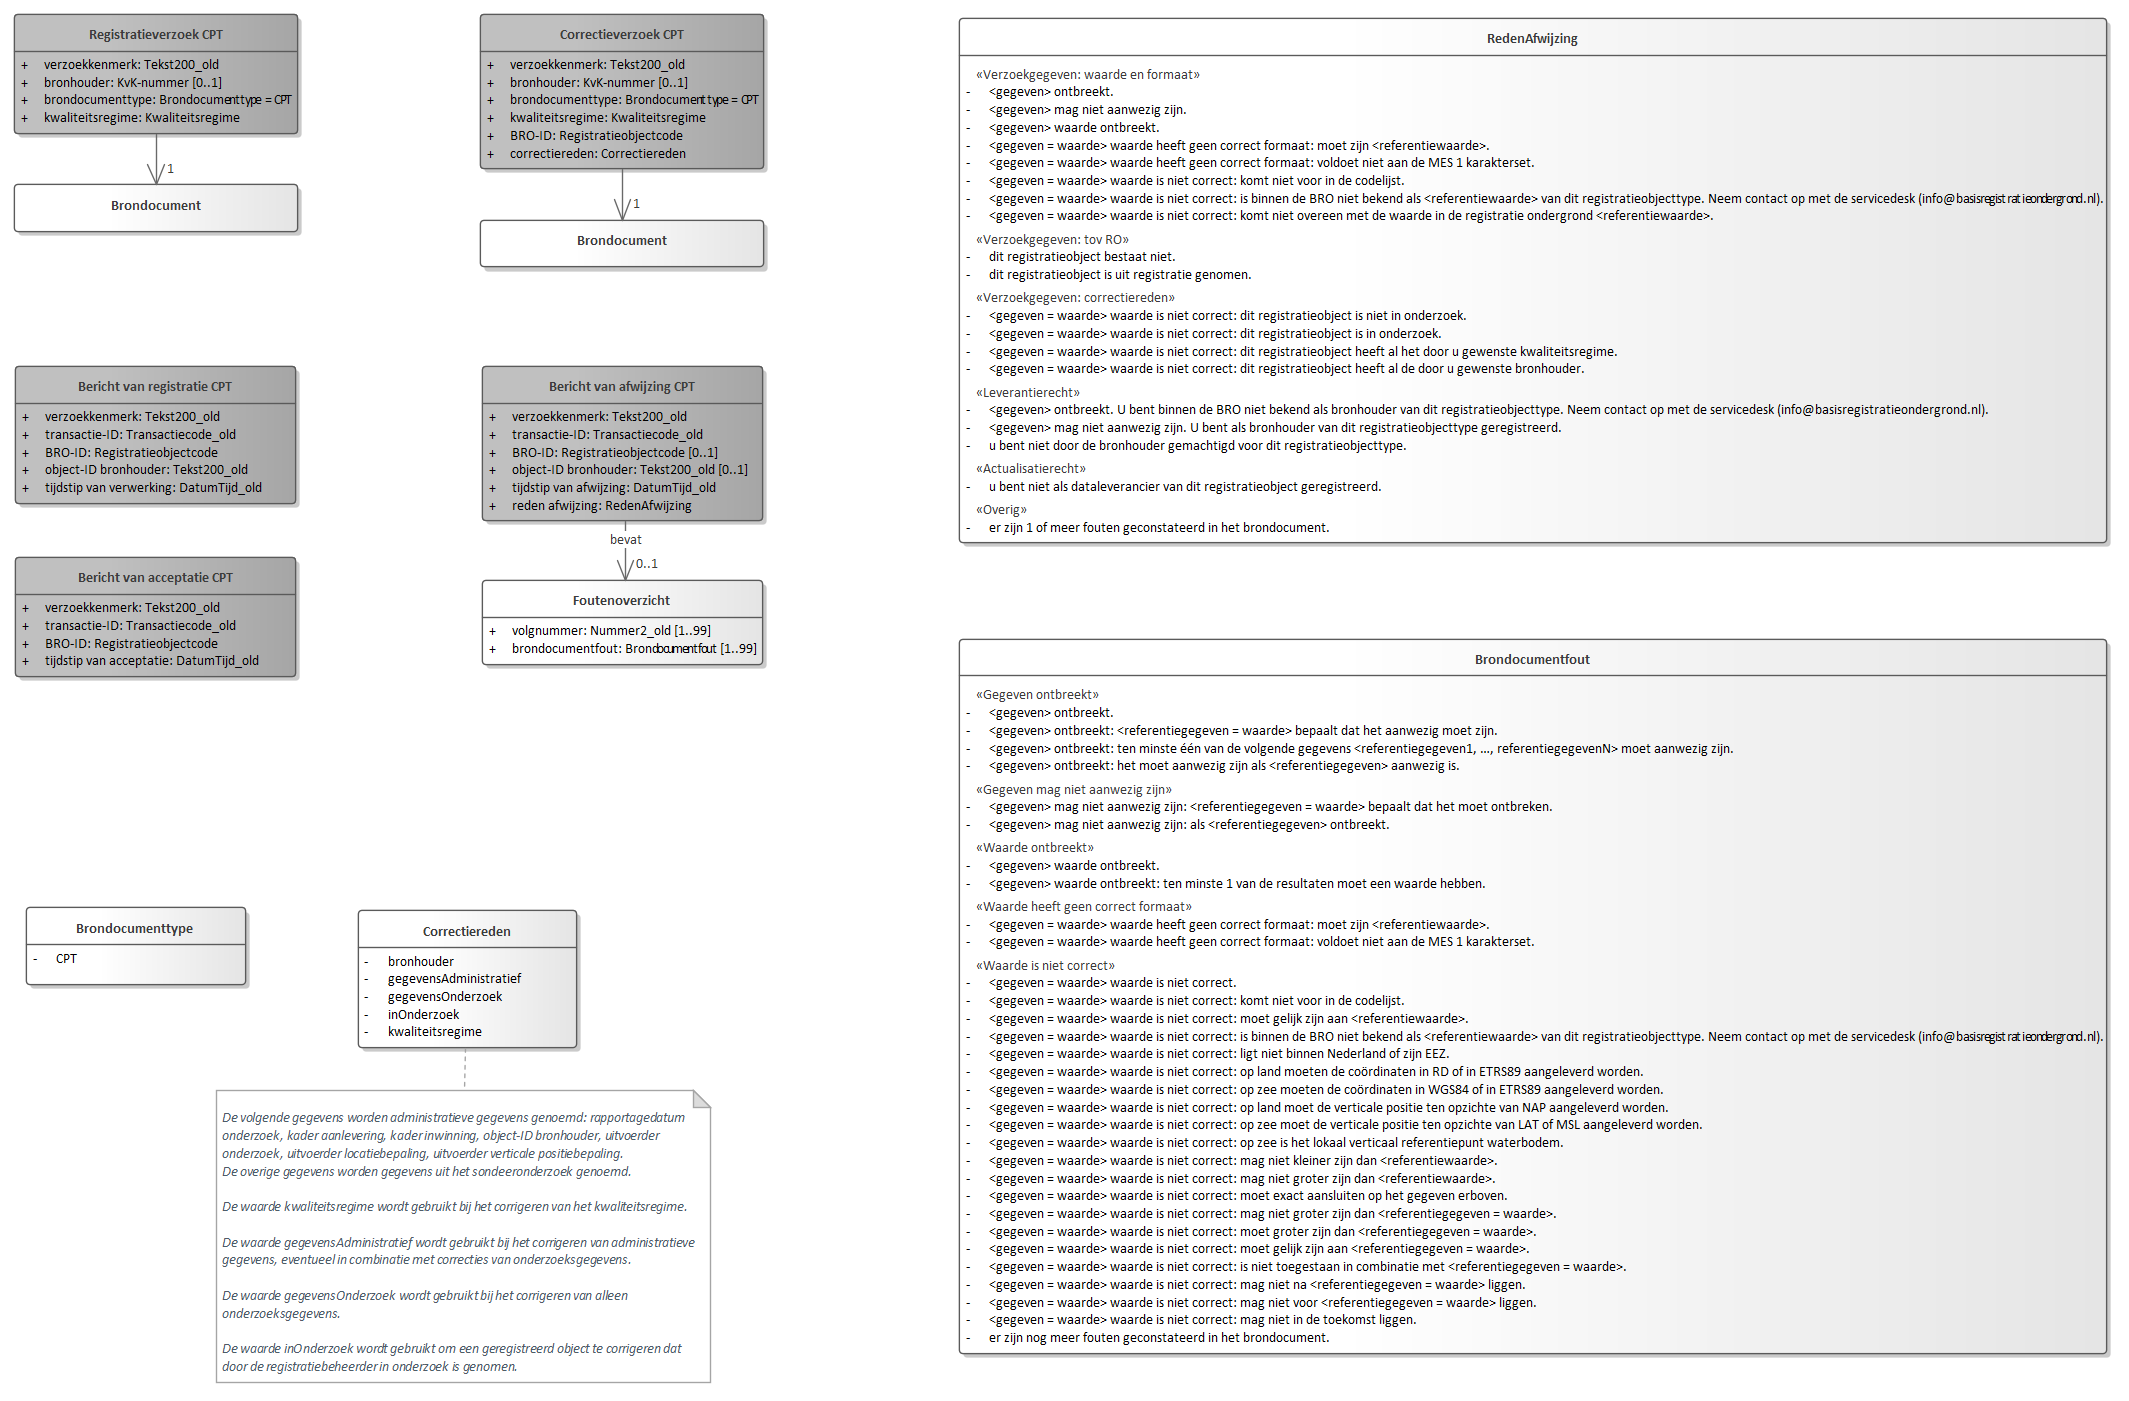 Registratieverzoek CPT
+ verzoekkenmerk: Tekst200_old
+ bronhouder: KvK-nummer [0..1]
+ brondocumenttype: Brondocumenttype = CPT
+ kwaliteitsregime: Kwaliteitsregime
1
Brondocument
Correctieverzoek CPT
+ verzoekkenmerk: Tekst200_old
+ bronhouder: KvK-nummer [0..1]
+ brondocumenttype: Brondocumenttype = CPT
+ kwaliteitsregime: Kwaliteitsregime
+ BRO-ID: Registratieobjectcode
+ correctiereden: Correctiereden
1
Brondocument
Bericht van registratie CPT
+ verzoekkenmerk: Tekst200_old
+ transactie-ID: Transactiecode_old
+ BRO-ID: Registratieobjectcode
+ object-ID bronhouder: Tekst200_old
+ tijdstip van verwerking: DatumTijd_old
Bericht van afwijzing CPT
+ verzoekkenmerk: Tekst200_old
+ transactie-ID: Transactiecode_old
+ BRO-ID: Registratieobjectcode [0..1]
+ object-ID bronhouder: Tekst200_old [0..1]
+ tijdstip van afwijzing: DatumTijd_old
+ reden afwijzing: RedenAfwijzing
bevat
0..1
Foutenoverzicht
+ volgnummer: Nummer2_old [1..99]
+ brondocumentfout: Brondocumentfout [1..99]
Bericht van acceptatie CPT
+ verzoekkenmerk: Tekst200_old
+ transactie-ID: Transactiecode_old
+ BRO-ID: Registratieobjectcode
+ tijdstip van acceptatie: DatumTijd_old
Brondocumenttype
- CPT
Correctiereden
- bronhouder
- gegevensAdministratief
- gegevensOnderzoek
- inOnderzoek
- kwaliteitsregime
De volgende gegevens worden administratieve gegevens genoemd: rapportagedatum
onderzoek, kader aanlevering, kader inwinning, object-ID bronhouder, uitvoerder
onderzoek, uitvoerder locatiebepaling, uitvoerder verticale positiebepaling.
De overige gegevens worden gegevens uit het sondeeronderzoek genoemd.
De waarde kwaliteitsregime wordt gebruikt bij het corrigeren van het kwaliteitsregime.
De waarde gegevensAdministratief wordt gebruikt bij het corrigeren van administratieve
gegevens, eventueel in combinatie met correcties van onderzoeksgegevens.
De waarde gegevensOnderzoek wordt gebruikt bij het corrigeren van alleen
onderzoeksgegevens.
De waarde inOnderzoek wordt gebruikt om een geregistreerd object te corrigeren dat
door de registratiebeheerder in onderzoek is genomen.
RedenAfwijzing
«Verzoekgegeven: waarde en formaat»
- <gegeven> ontbreekt.
- <gegeven> mag niet aanwezig zijn.
- <gegeven> waarde ontbreekt.
- <gegeven = waarde> waarde heeft geen correct formaat: moet zijn <referentiewaarde>.
- <gegeven = waarde> waarde heeft geen correct formaat: voldoet niet aan de MES 1 karakterset.
- <gegeven = waarde> waarde is niet correct: komt niet voor in de codelijst.
- <gegeven = waarde> waarde is niet correct: is binnen de BRO niet bekend als <referentiewaarde> van dit registratieobjecttype. Neem contact op met de servicedesk (info@basisregistratieondergrond.nl).
- <gegeven = waarde> waarde is niet correct: komt niet overeen met de waarde in de registratie ondergrond <referentiewaarde>.
«Verzoekgegeven: tov RO»
- dit registratieobject bestaat niet.
- dit registratieobject is uit registratie genomen.
«Verzoekgegeven: correctiereden»
- <gegeven = waarde> waarde is niet correct: dit registratieobject is niet in onderzoek.
- <gegeven = waarde> waarde is niet correct: dit registratieobject is in onderzoek.
- <gegeven = waarde> waarde is niet correct: dit registratieobject heeft al het door u gewenste kwaliteitsregime.
- <gegeven = waarde> waarde is niet correct: dit registratieobject heeft al de door u gewenste bronhouder.
«Leverantierecht»
- <gegeven> ontbreekt. U bent binnen de BRO niet bekend als bronhouder van dit registratieobjecttype. Neem contact op met de servicedesk (info@basisregistratieondergrond.nl).
- <gegeven> mag niet aanwezig zijn. U bent als bronhouder van dit registratieobjecttype geregistreerd.
- u bent niet door de bronhouder gemachtigd voor dit registratieobjecttype.
«Actualisatierecht»
- u bent niet als dataleverancier van dit registratieobject geregistreerd.
«Overig»
- er zijn 1 of meer fouten geconstateerd in het brondocument.
Brondocumentfout
«Gegeven ontbreekt»
- <gegeven> ontbreekt.
- <gegeven> ontbreekt: <referentiegegeven = waarde> bepaalt dat het aanwezig moet zijn.
- <gegeven> ontbreekt: ten minste één van de volgende gegevens <referentiegegeven1, ..., referentiegegevenN> moet aanwezig zijn.
- <gegeven> ontbreekt: het moet aanwezig zijn als <referentiegegeven> aanwezig is.
«Gegeven mag niet aanwezig zijn»
- <gegeven> mag niet aanwezig zijn: <referentiegegeven = waarde> bepaalt dat het moet ontbreken.
- <gegeven> mag niet aanwezig zijn: als <referentiegegeven> ontbreekt.
«Waarde ontbreekt»
- <gegeven> waarde ontbreekt.
- <gegeven> waarde ontbreekt: ten minste 1 van de resultaten moet een waarde hebben.
«Waarde heeft geen correct formaat»
- <gegeven = waarde> waarde heeft geen correct formaat: moet zijn <referentiewaarde>.
- <gegeven = waarde> waarde heeft geen correct formaat: voldoet niet aan de MES 1 karakterset.
«Waarde is niet correct»
- <gegeven = waarde> waarde is niet correct.
- <gegeven = waarde> waarde is niet correct: komt niet voor in de codelijst.
- <gegeven = waarde> waarde is niet correct: moet gelijk zijn aan <referentiewaarde>.
- <gegeven = waarde> waarde is niet correct: is binnen de BRO niet bekend als <referentiewaarde> van dit registratieobjecttype. Neem contact op met de servicedesk (info@basisregistratieondergrond.nl).
- <gegeven = waarde> waarde is niet correct: ligt niet binnen Nederland of zijn EEZ.
- <gegeven = waarde> waarde is niet correct: op land moeten de coördinaten in RD of in ETRS89 aangeleverd worden.
- <gegeven = waarde> waarde is niet correct: op zee moeten de coördinaten in WGS84 of in ETRS89 aangeleverd worden.
- <gegeven = waarde> waarde is niet correct: op land moet de verticale positie ten opzichte van NAP aangeleverd worden.
- <gegeven = waarde> waarde is niet correct: op zee moet de verticale positie ten opzichte van LAT of MSL aangeleverd worden.
- <gegeven = waarde> waarde is niet correct: op zee is het lokaal verticaal referentiepunt waterbodem.
- <gegeven = waarde> waarde is niet correct: mag niet kleiner zijn dan <referentiewaarde>.
- <gegeven = waarde> waarde is niet correct: mag niet groter zijn dan <referentiewaarde>.
- <gegeven = waarde> waarde is niet correct: moet exact aansluiten op het gegeven erboven.
- <gegeven = waarde> waarde is niet correct: mag niet groter zijn dan <referentiegegeven = waarde>.
- <gegeven = waarde> waarde is niet correct: moet groter zijn dan <referentiegegeven = waarde>.
- <gegeven = waarde> waarde is niet correct: moet gelijk zijn aan <referentiegegeven = waarde>.
- <gegeven = waarde> waarde is niet correct: is niet toegestaan in combinatie met <referentiegegeven = waarde>.
- <gegeven = waarde> waarde is niet correct: mag niet na <referentiegegeven = waarde> liggen.
- <gegeven = waarde> waarde is niet correct: mag niet voor <referentiegegeven = waarde> liggen.
- <gegeven = waarde> waarde is niet correct: mag niet in de toekomst liggen.
- er zijn nog meer fouten geconstateerd in het brondocument.